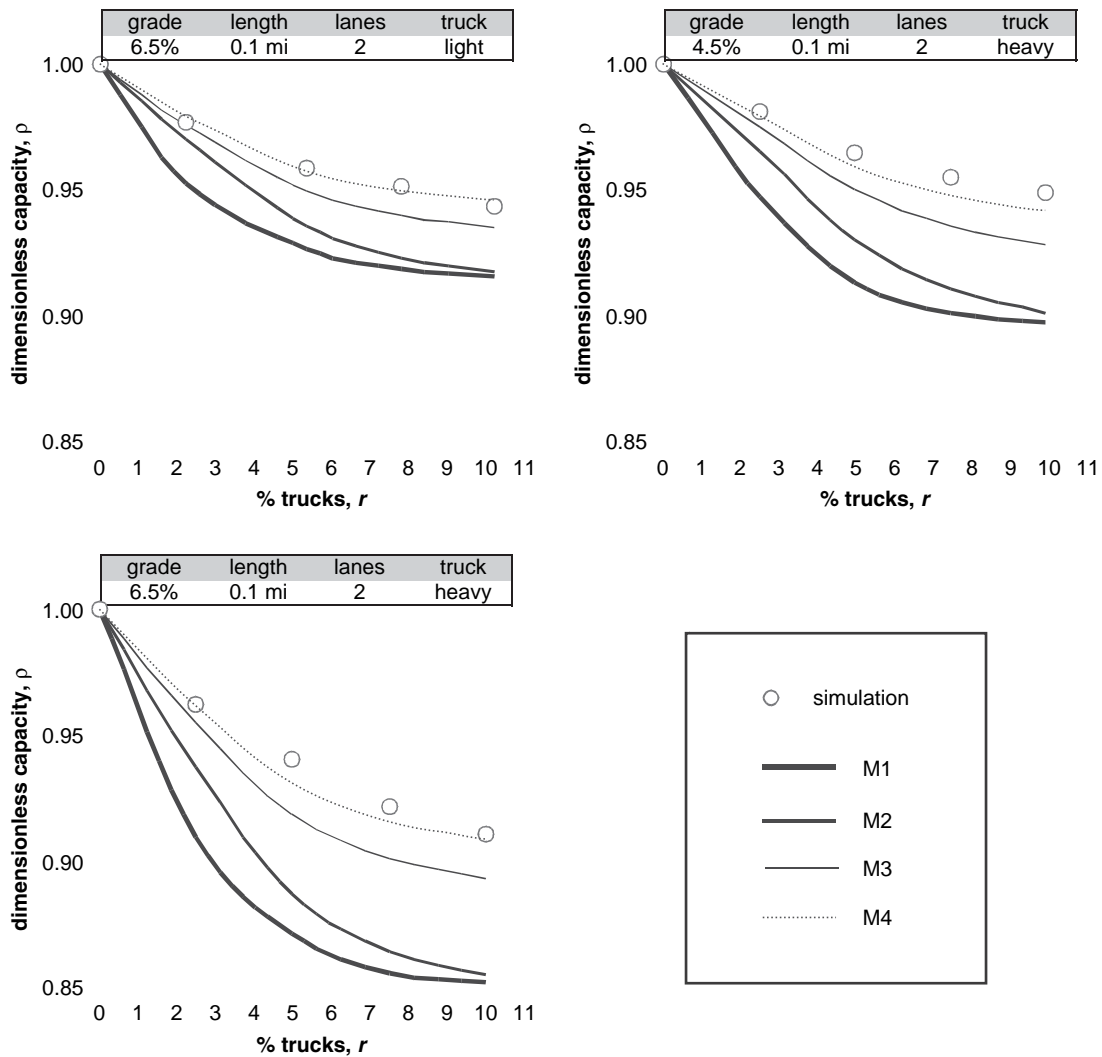 grade length lanes truck
6.5% 0.1 mi 2 light
1.00
0.95
0.90
0.85
dimensionless capacity, ρ
0 1 2 3 4 5 6 7 8 9 10 11
% trucks, r
grade length lanes truck
4.5% 0.1 mi 2 heavy
1.00
0.95
0.90
0.85
dimensionless capacity, ρ
0 1 2 3 4 5 6 7 8 9 10 11
% trucks, r
grade length lanes truck
6.5% 0.1 mi 2 heavy
1.00
0.95
0.90
0.85
dimensionless capacity, ρ
0 1 2 3 4 5 6 7 8 9 10 11
% trucks, r
simulation
M1
M2
M3
M4